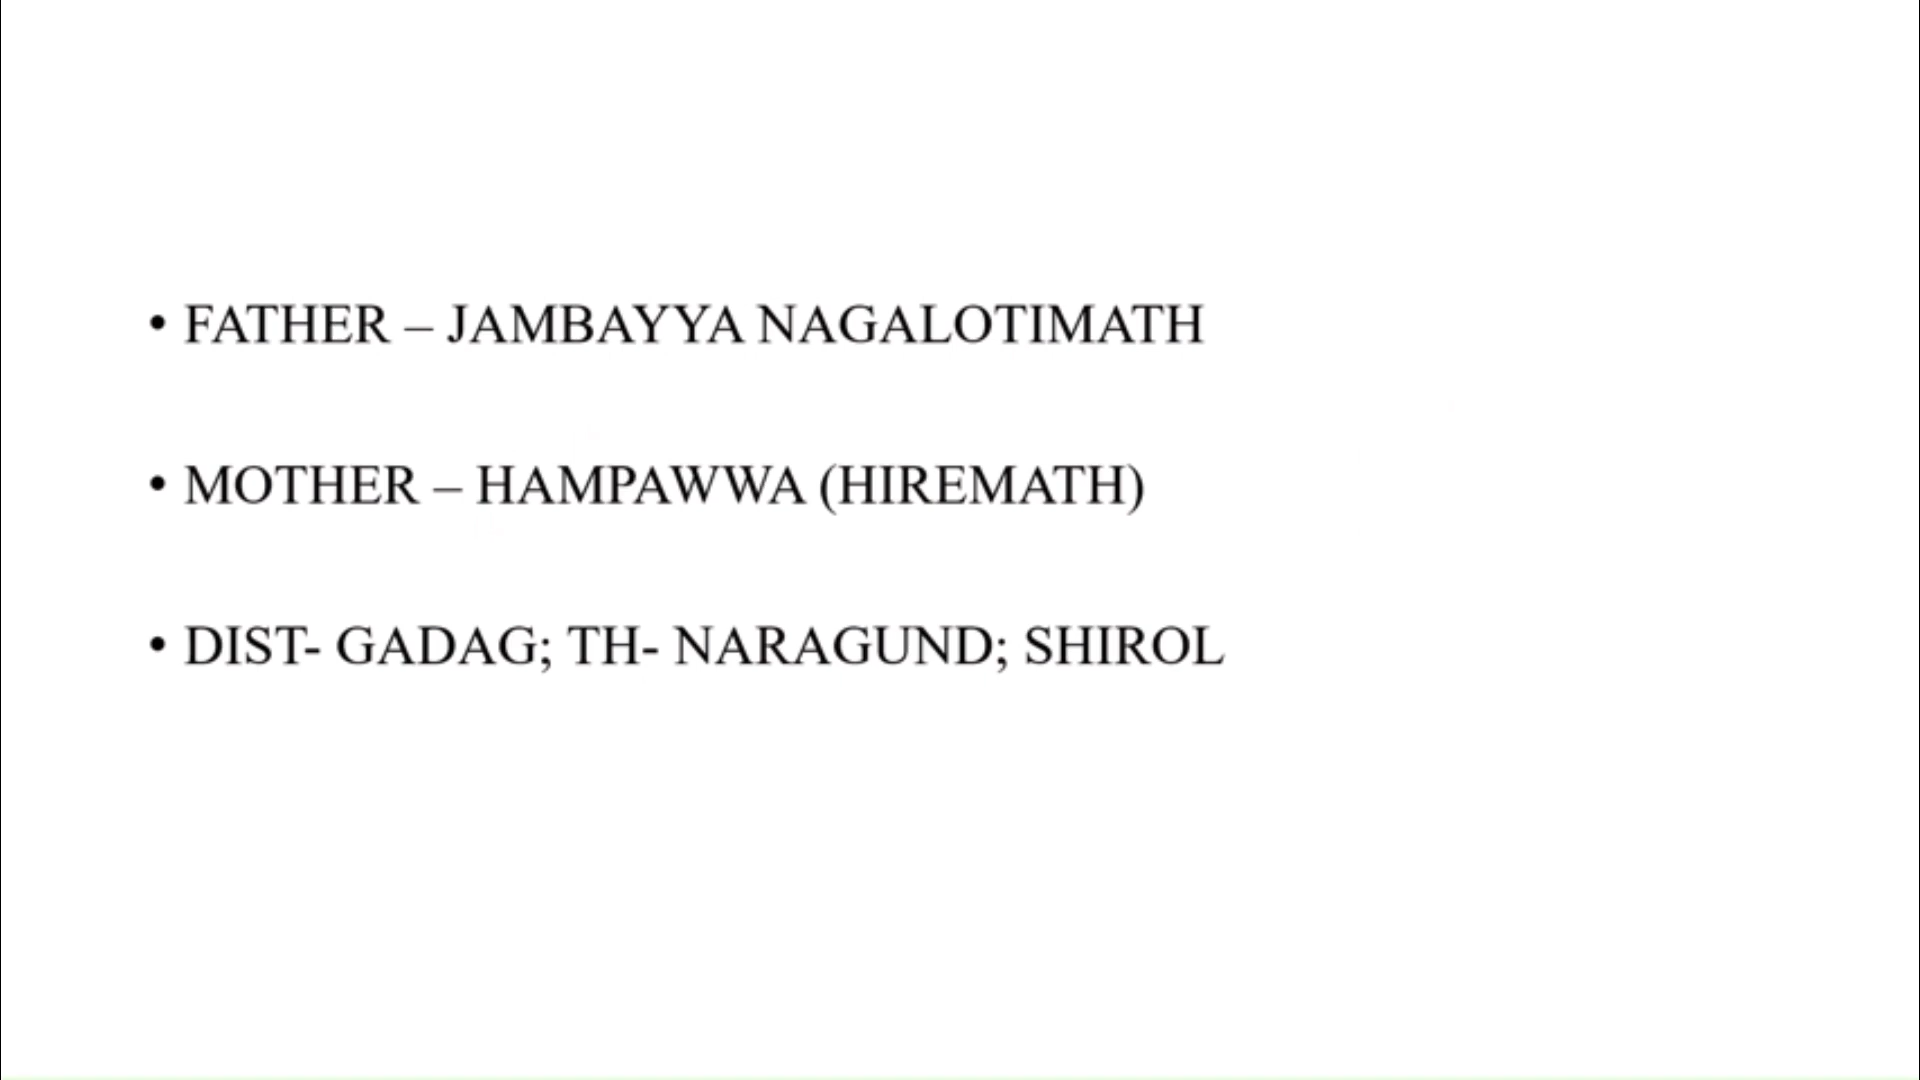 • FATHER – JAMBAYYA NAGALOTIMATH
• MOTHER – HAMPAWWA (HIREMATH)
• DIST- GADAG; TH- NARAGUND; SHIROL